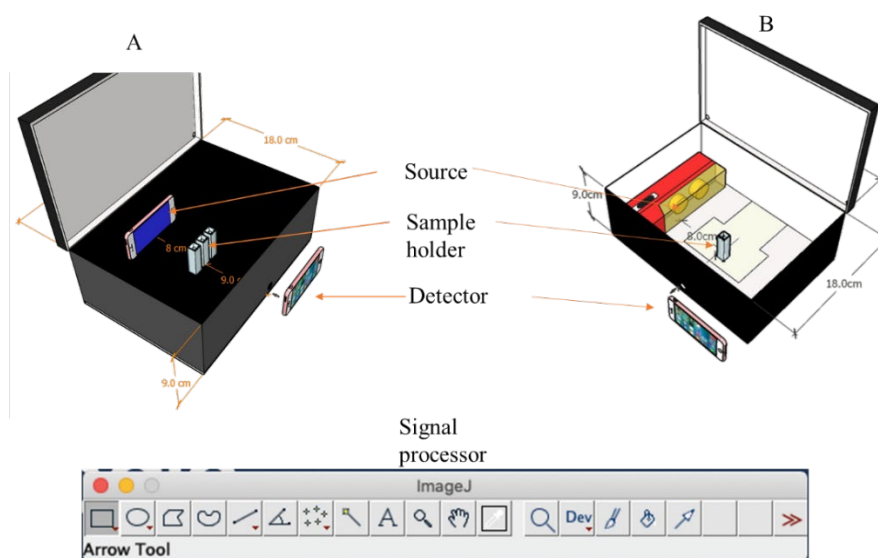 A
B
18.0 cm
Source
9.0cm
Sample
holder
8 cm
8.0cm
9.0
Detector
18.0cm
9.0 cm
Signal
processor
ImageJ
A
Dev
Arrow Tool